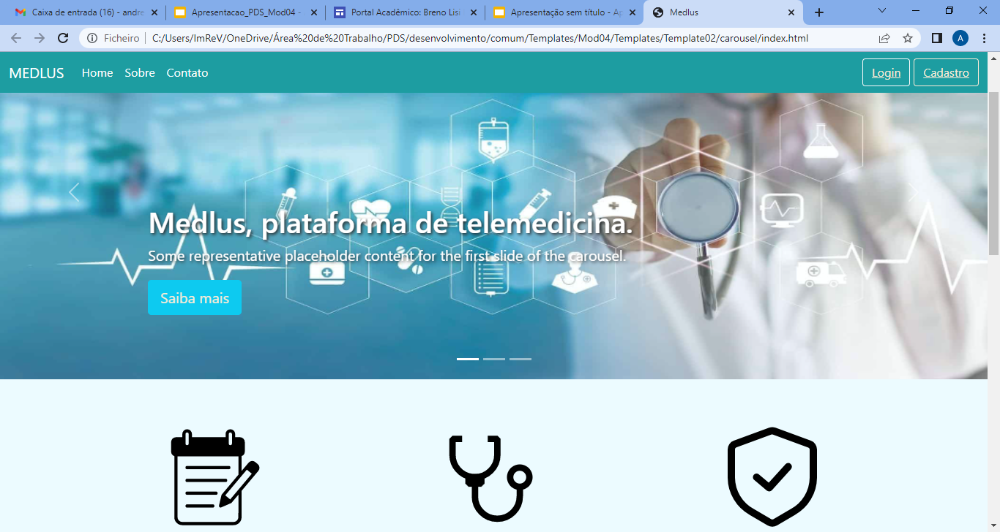 Caixa de entrada (16) - andre
Apresentacao_PDS_Mod04 -
Portal Acadêmico: Breno Lisi
Apresentação sem título - Ap
Medlus
Ficheiro
C:/Users/ImReV/OneDrive/Área%20de%20Trabalho/PDS/desenvolvimento/comum/Templates/Mod04/Templates/Template02/carousel/index.html
A
MEDLUS Home Sobre Contato Login Cadastro
Medlus, plataforma de telemedicina.
Some representative placeholder content for the first slide of the carousel.
Saiba mais